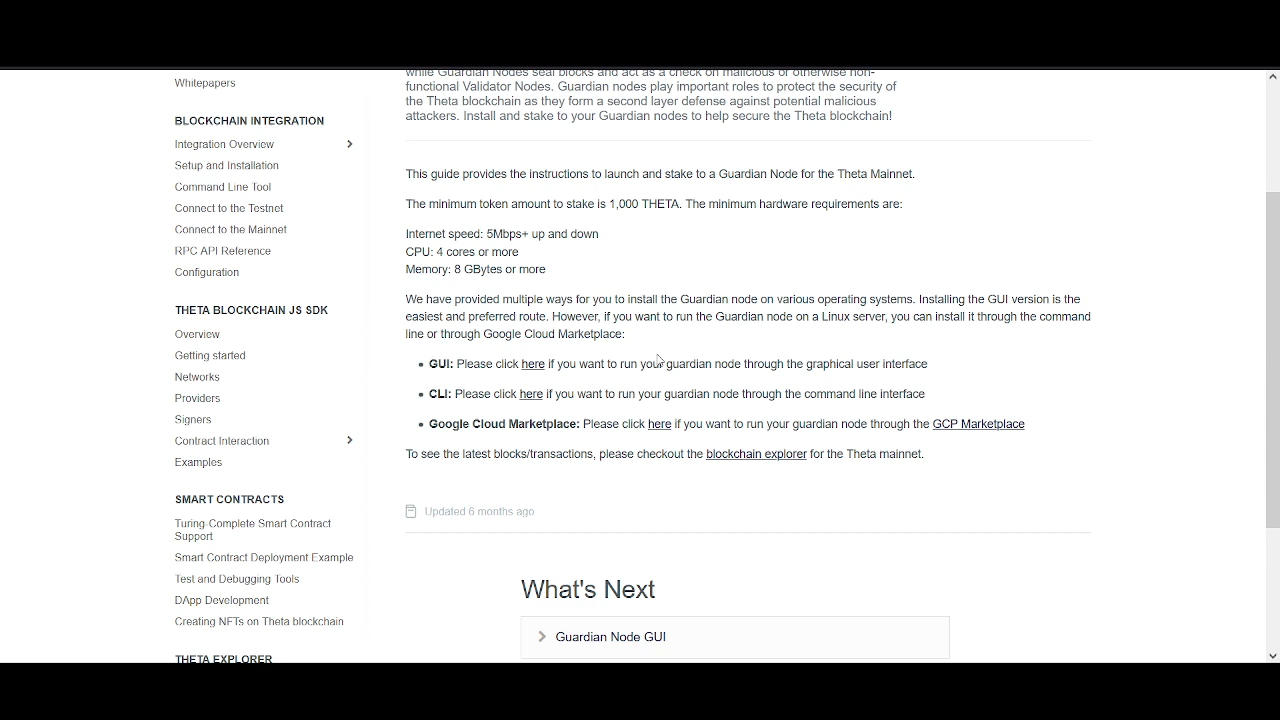 Whitepapers
BLOCKCHAIN INTEGRATION
Integration Overview
Setup and Installation
Command Line Tool
Connect to the Testnet
Connect to the Mainnet
RPC API Reference
Configuration
THETA BLOCKCHAIN JS SDK
Overview
Getting started
Networks
Providers
Signers
Contract Interaction
Examples
SMART CONTRACTS
Turing-Complete Smart Contract
Support
Smart Contract Deployment Example
Test and Debugging Tools
DApp Development
Creating NFTs on Theta blockchain
THETA EXPLORER
while Guardian Nodes seal blocks and act as a check on malicious or otherwise non-
functional Validator Nodes. Guardian nodes play important roles to protect the security of
the Theta blockchain as they form a second layer defense against potential malicious
attackers. Install and stake to your Guardian nodes to help secure the Theta blockchain!
This guide provides the instructions to launch and stake to a Guardian Node for the Theta Mainnet.
The minimum token amount to stake is 1,000 THETA. The minimum hardware requirements are:
Internet speed: 5Mbps+ up and down
CPU: 4 cores or more
Memory: 8 GBytes or more
We have provided multiple ways for you to install the Guardian node on various operating systems. Installing the GUI version is the
easiest and preferred route. However, if you want to run the Guardian node on a Linux server, you can install it through the command
line or through Google Cloud Marketplace:
• GUI: Please click here if you want to run your guardian node through the graphical user interface
• CLI: Please click here if you want to run your guardian node through the command line interface
• Google Cloud Marketplace: Please click here if you want to run your guardian node through the GCP Marketplace
To see the latest blocks/transactions, please checkout the blockchain explorer for the Theta mainnet.
Updated 6 months ago
What's Next
Guardian Node GUI